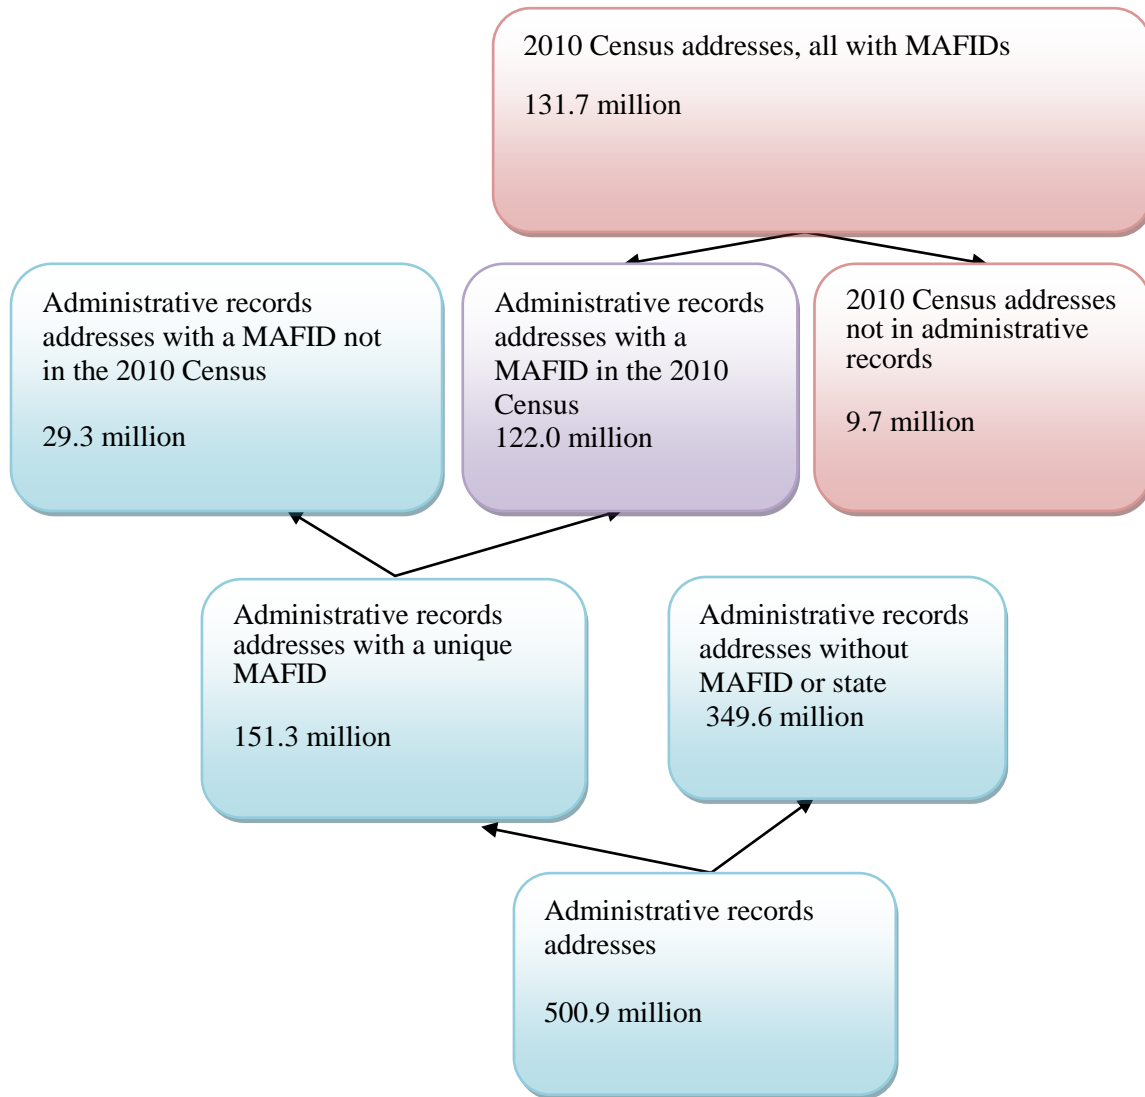 2010 Census addresses, all with MAFIDs
131.7 million
Administrative records
addresses with a MAFID not
in the 2010 Census
29.3 million
Administrative records
addresses with a
MAFID in the 2010
Census
122.0 million
2010 Census addresses
not in administrative
records
9.7 million
Administrative records
addresses with a unique
MAFID
151.3 million
Administrative records
addresses without
MAFID or state
349.6 million
Administrative records
addresses
500.9 million